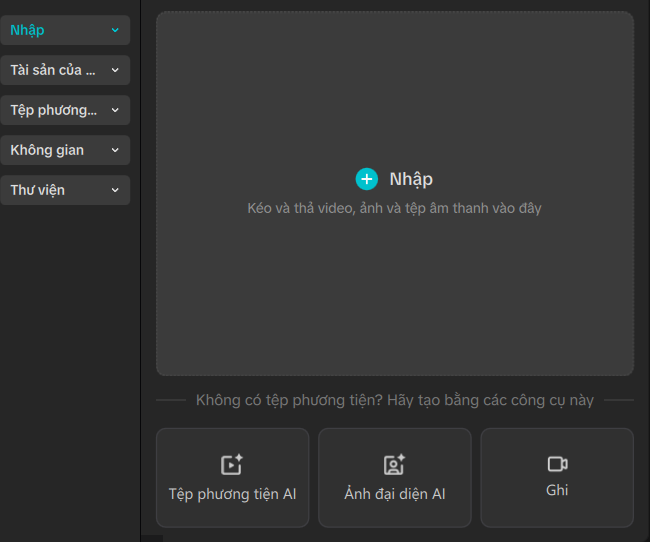 Nhập
Tài sản của ...
Tệp phương...
Không gian
Thư viện
Nhập
Kéo và thả video, ảnh và tệp âm thanh vào đây
Không có tệp phương tiện? Hãy tạo bằng các công cụ này
Tệp phương tiện AI
Ảnh đại diện AI
Ghi